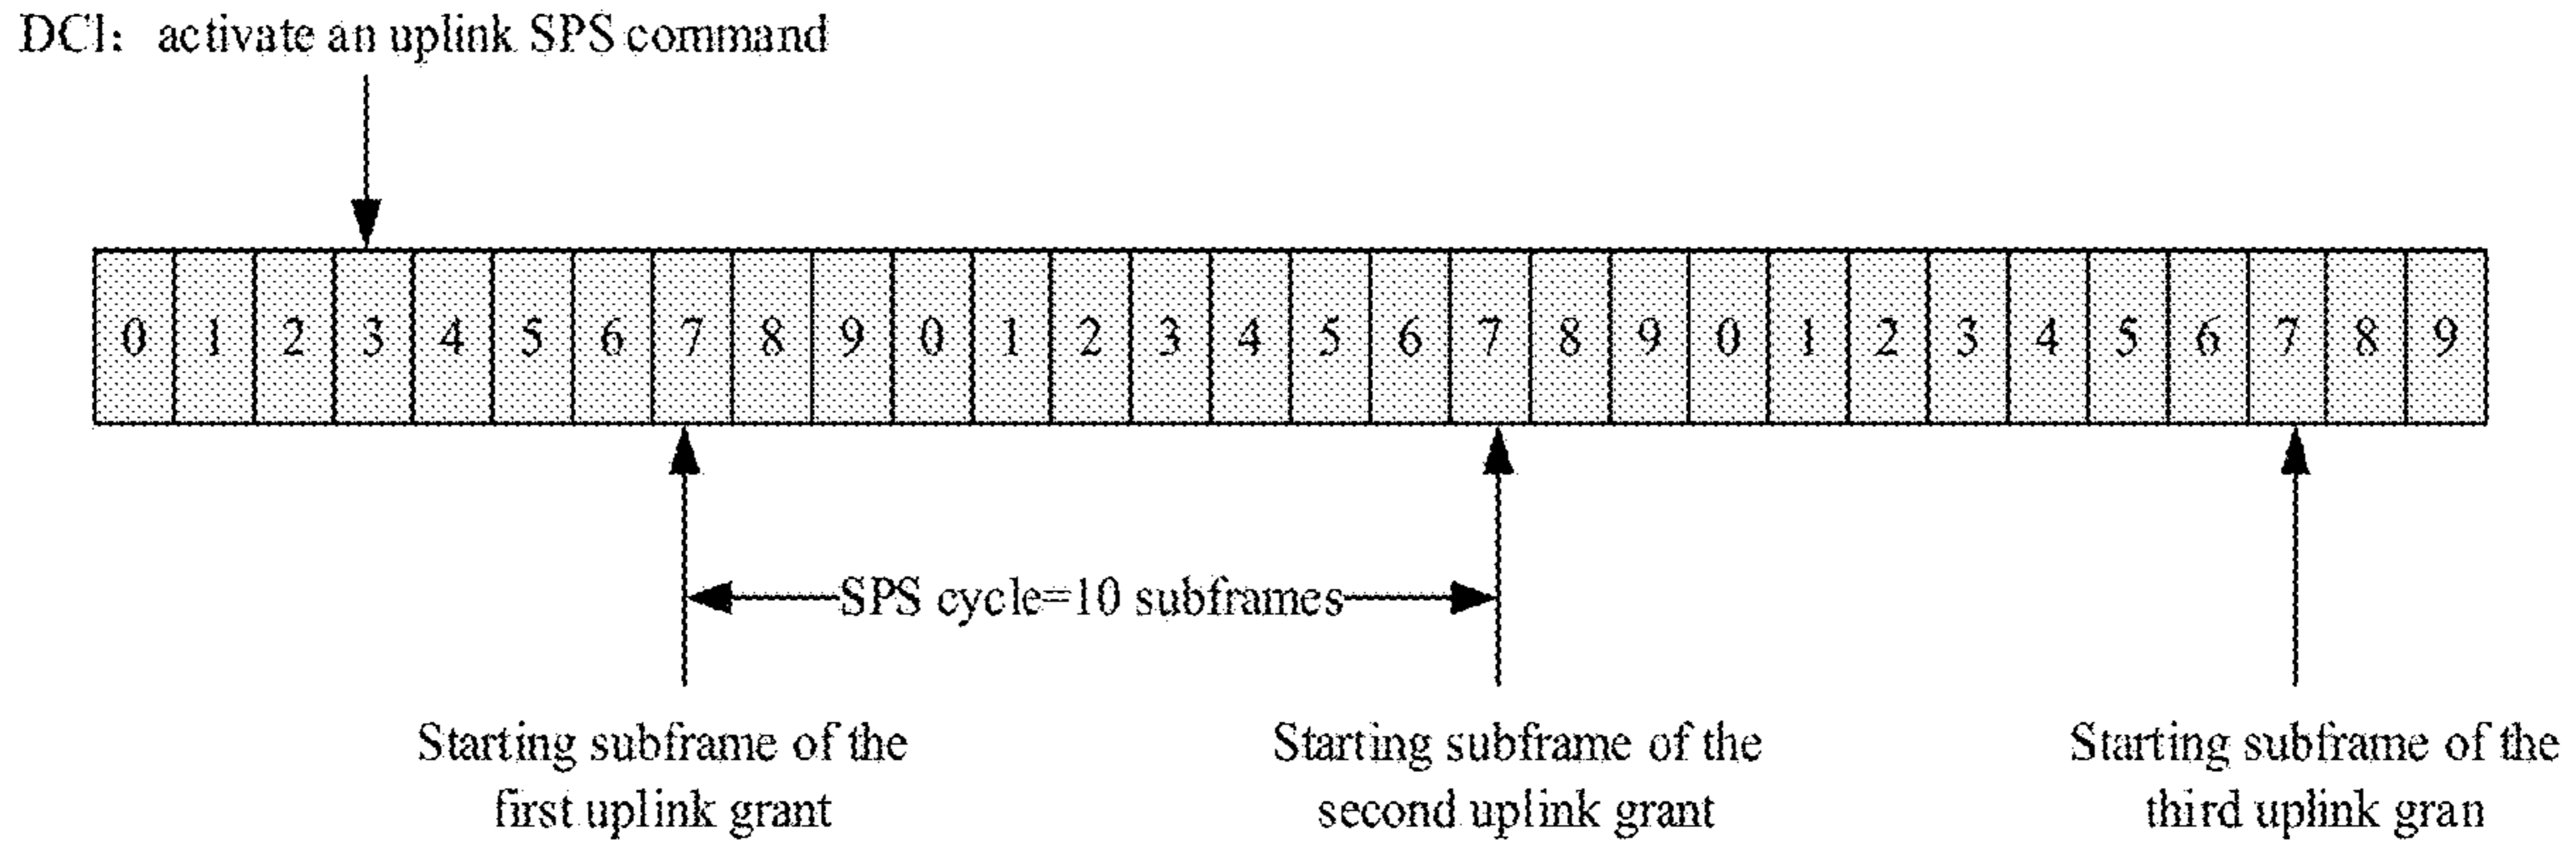 DCI: activate an uplink SPS command
0 1 2 3 4 5 6 7 8 9 0 1 2 3 4 5 6 7 8 9 0 1 2 3 4 5 6 7 8 9
SPS cycle=10 subframes
Starting subframe of the
first uplink grant
Starting subframe of the
second uplink grant
Starting subframe of the
third uplink gran